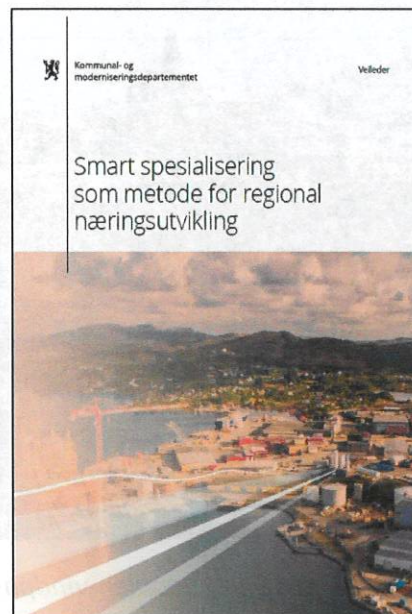 Kommunal- og
moderniseringsdepartementet
Veileder
Smart spesialisering
som metode for regional
næringsutvikling